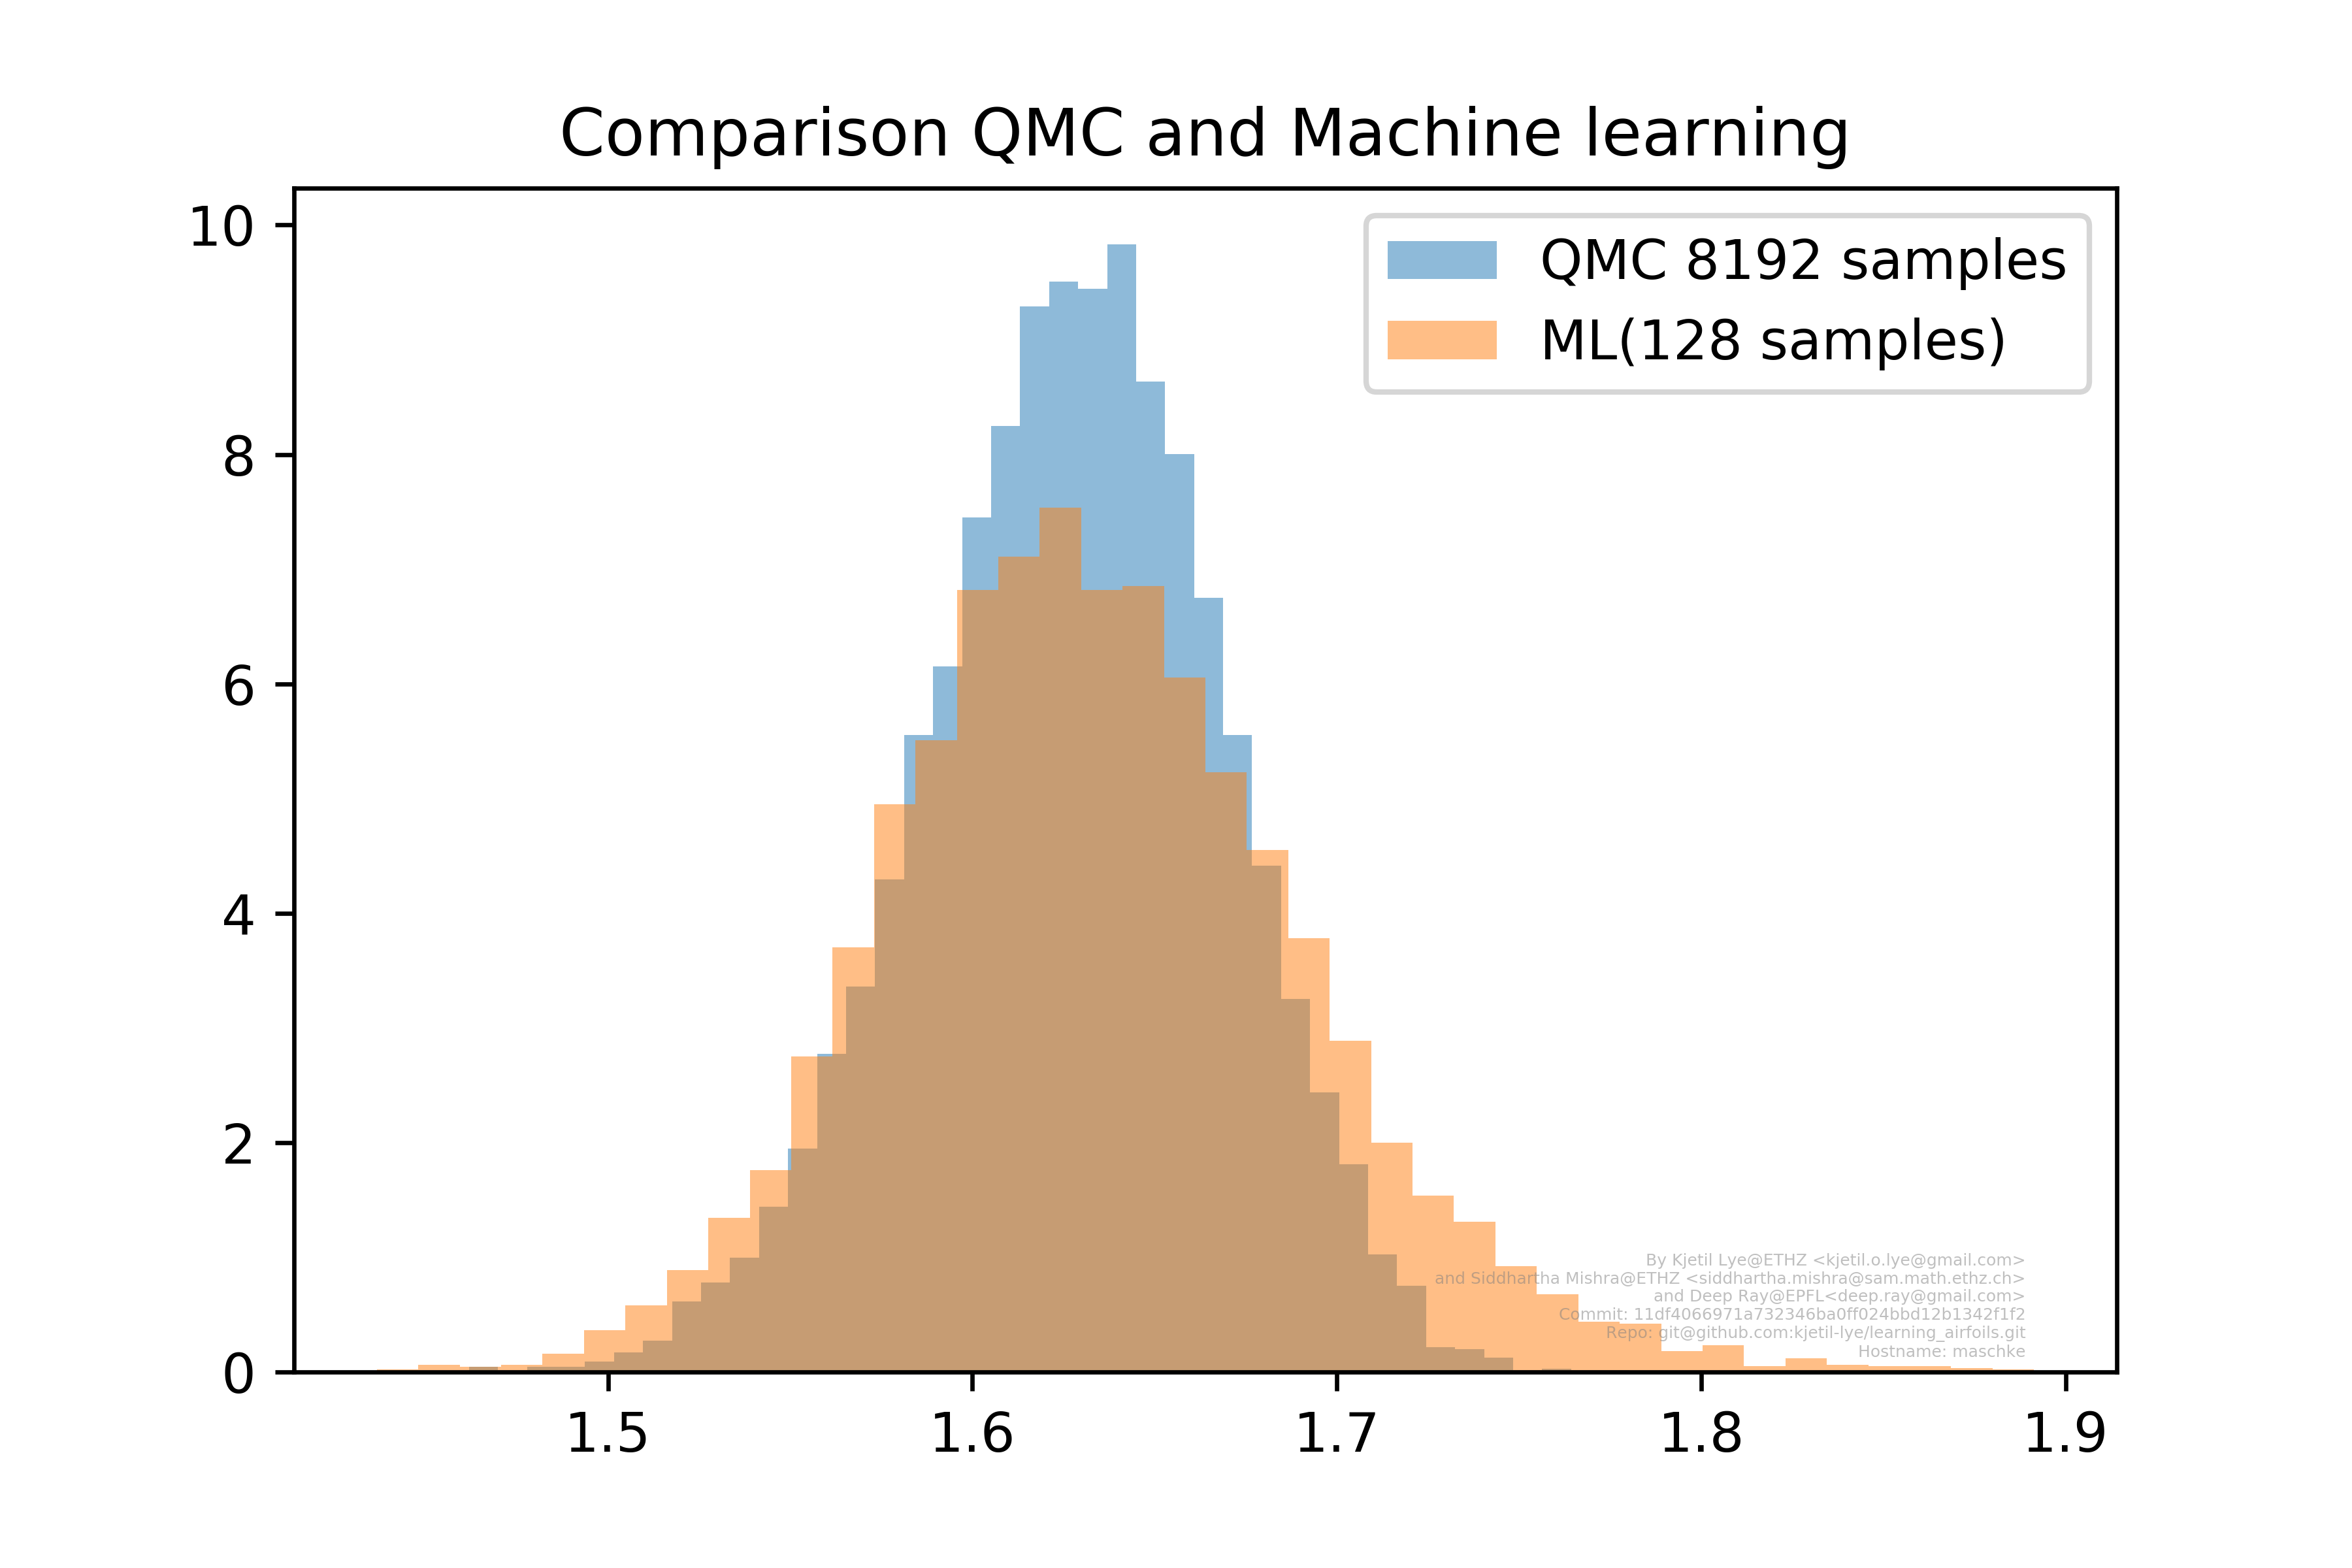 Comparison QMC and Machine learning
10
8
6
4
2
0
QMC 8192 samples
ML(128 samples)
By Kjetil Lye@ETHZ <kjetil.o.lye@gmail.com>
and Siddhartha Mishra@ETHZ <siddhartha.mishra@sam.math.ethz.ch>
and Deep Ray@EPFL<deep.ray@gmail.com>
Commit: 11df4066971a732346ba0ff024bbd12b1342f1f2
Repo: git@github.com:kjetil-lye/learning_airfoils.git
Hostname: maschke
1.5 1.6 1.7 1.8 1.9